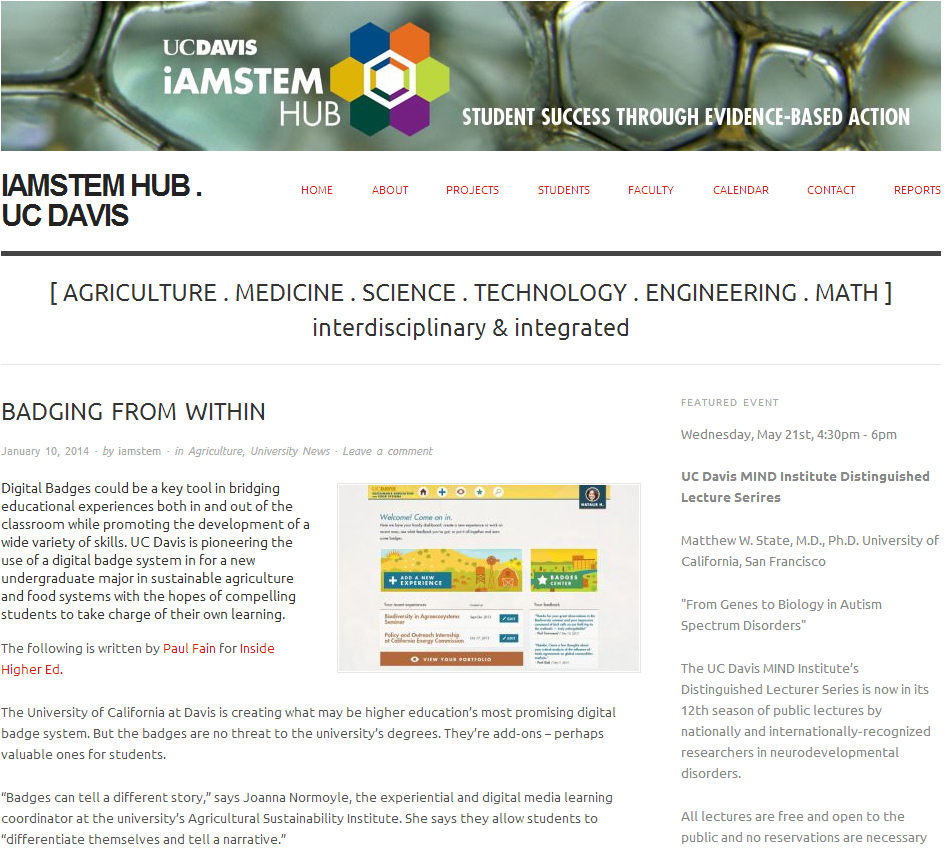 UCDAVIS
iAMSTEM
HUB
STUDENT SUCCESS THROUGH EVIDENCE-BASED ACTION
IAMSTEM HUB .
UC DAVIS
HOME ABOUT PROJECTS STUDENTS FACULTY CALENDAR CONTACT REPORTS
[ AGRICULTURE . MEDICINE . SCIENCE . TECHNOLOGY . ENGINEERING . MATH ]
interdisciplinary & integrated
BADGING FROM WITHIN
January 10, 2014 · by iamstem · in Agriculture, University News · Leave a comment
Digital Badges could be a key tool in bridging
educational experiences both in and out of the
classroom while promoting the development of a
wide variety of skills. UC Davis is pioneering the
use of a digital badge system in for a new
undergraduate major in sustainable agriculture
and food systems with the hopes of compelling
students to take charge of their own learning.
The following is written by Paul Fain for Inside
Higher Ed.
UC DAVIS
NATALIE H.
Welcome! Come on in.
ADD A NEW
EXPERIENCE
BADGES
CENTER
Your recent experiences
Your feedback
Biodiversity in Agroecosystems
Seminar
EDIT
Policy and Outreach Internship
at California Energy Commission
EDIT
VIEW YOUR PORTFOLIO
The University of California at Davis is creating what may be higher education’s most promising digital
badge system. But the badges are no threat to the university’s degrees. They’re add-ons – perhaps
valuable ones for students.
“Badges can tell a different story,” says Joanna Normoyle, the experiential and digital media learning
coordinator at the university’s Agricultural Sustainability Institute. She says they allow students to
“differentiate themselves and tell a narrative.”
FEATURED EVENT
Wednesday, May 21st, 4:30pm - 6pm
UC Davis MIND Institute Distinguished
Lecture Serires
Matthew W. State, M.D., Ph.D. University of
California, San Francisco
"From Genes to Biology in Autism
Spectrum Disorders"
The UC Davis MIND Institute’s
Distinguished Lecturer Series is now in its
12th season of public lectures by
nationally and internationally-recognized
researchers in neurodevelopmental
disorders.
All lectures are free and open to the
public and no reservations are necessary